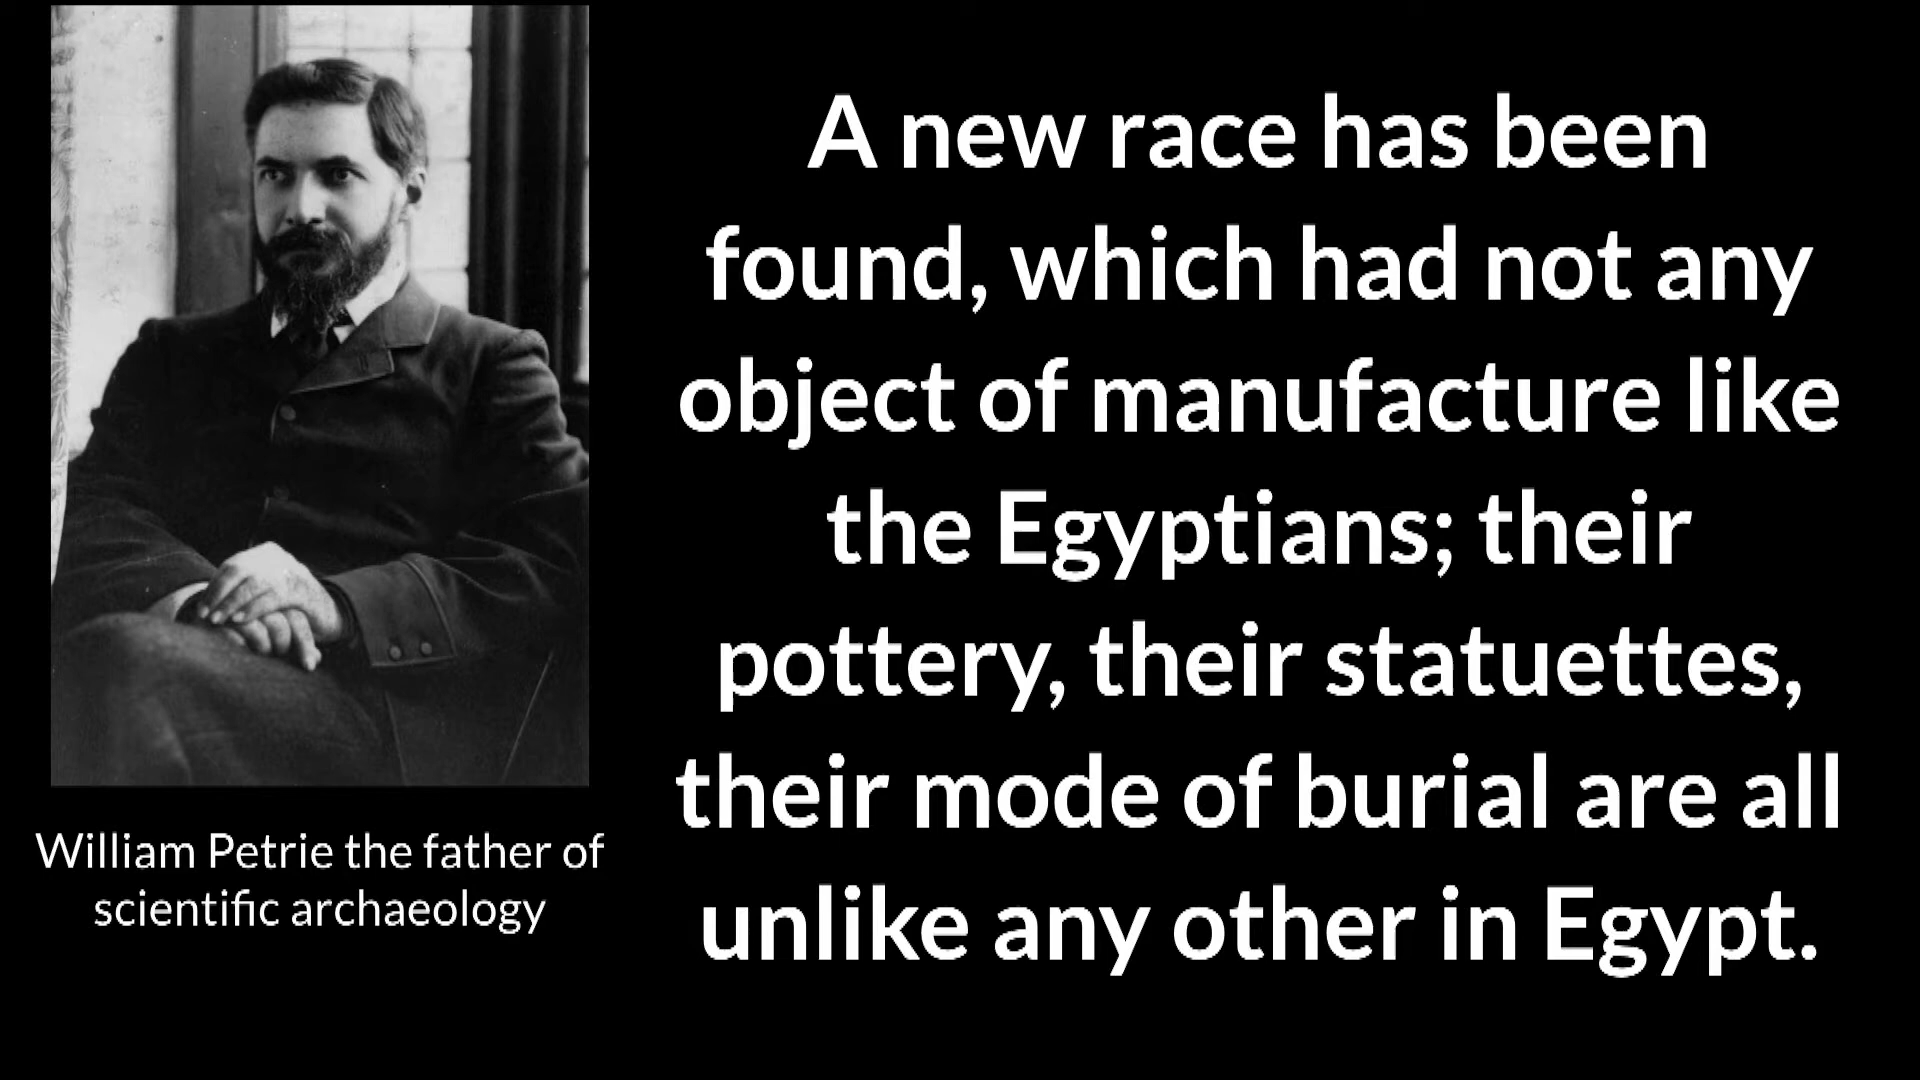 A new race has been
found, which had not any
object of manufacture like
the Egyptians; their
pottery, their statuettes,
their mode of burial are all
unlike any other in Egypt.
William Petrie the father of
scientific archaeology